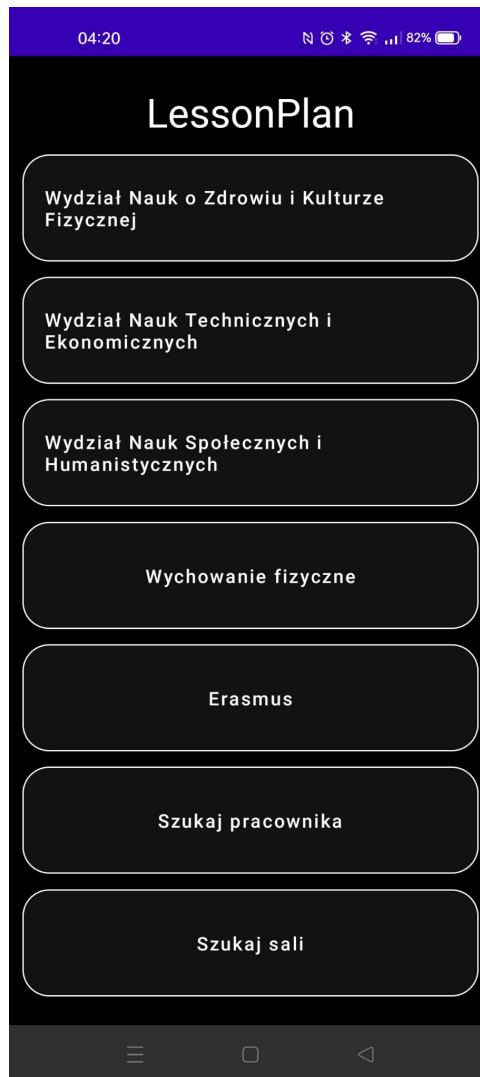 04:20
82%
LessonPlan
Wydział Nauk o Zdrowiu i Kulturze
Fizycznej
Wydział Nauk Technicznych i
Ekonomicznych
Wydział Nauk Społecznych i
Humanistycznych
Wychowanie fizyczne
Erasmus
Szukaj pracownika
Szukaj sali